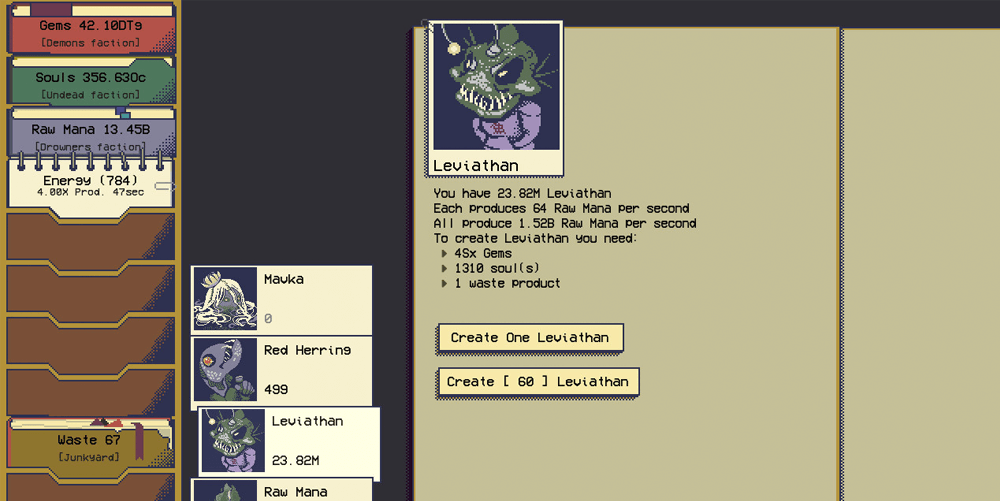 Gems 42.10DTg
[Demons faction]
Souls 356.63Oc
[Undead faction]
Raw Mana 13.45B
[Drowners faction]
Energy (784)
4.00X Prod. 47sec
Waste 67
[Junkyard]
Mavka
0
Red Herring
499
Leviathan
23.82M
Raw Mana
Leviathan
You have 23.82M Leviathan
Each produces 64 Raw Mana per second
All produce 1.52B Raw Mana per second
To create Leviathan you need:
4Sx Gems
1310 soul(s)
1 waste product
Create One Leviathan
Create [ 60 ] Leviathan